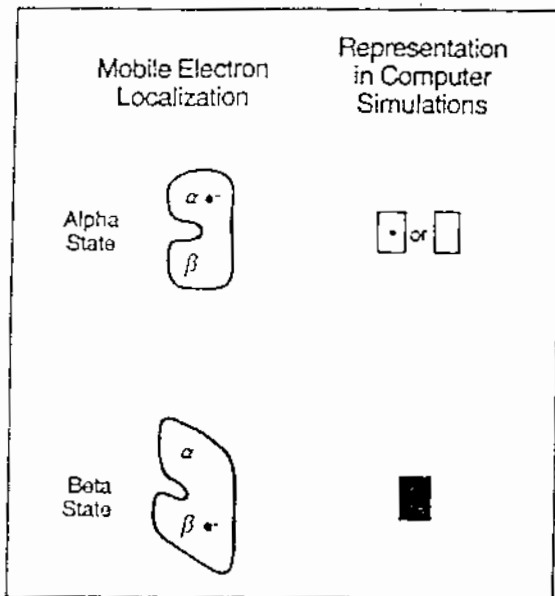 Mobile Electron
Localization
Representation
in Computer
Simulations
Alpha
State
α e⁻
β
or
Beta
State
α
β e⁻